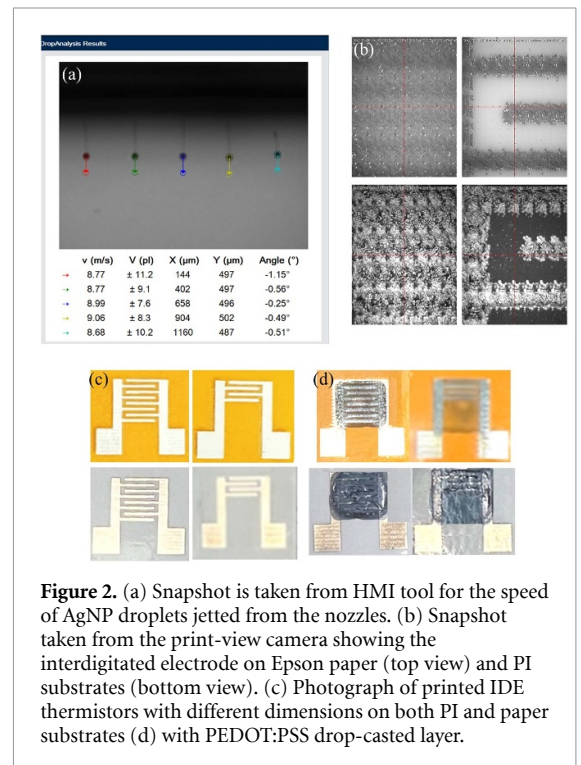 DropAnalysis Results
(a)
(b)
v (m/s) V (pl) X (µm) Y (µm) Angle (°)
8.77 ± 11.2 144 497 -1.15°
8.77 ± 9.1 402 497 -0.56°
8.99 ± 7.6 658 496 -0.25°
9.06 ± 8.3 904 502 -0.49°
8.68 ± 10.2 1160 487 -0.51°
(c)
(d)
Figure 2. (a) Snapshot is taken from HMI tool for the speed
of AgNP droplets jetted from the nozzles. (b) Snapshot
taken from the print-view camera showing the
interdigitated electrode on Epson paper (top view) and PI
substrates (bottom view). (c) Photograph of printed IDE
thermistors with different dimensions on both PI and paper
substrates (d) with PEDOT:PSS drop-casted layer.